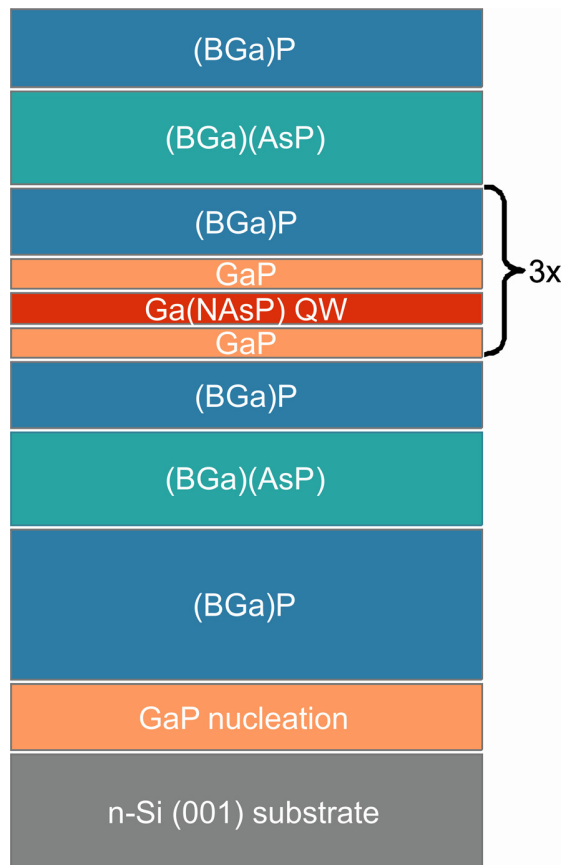 (BGa)P
(BGa)(AsP)
(BGa)P
GaP
3x
Ga(NAsP) QW
GaP
(BGa)P
(BGa)(AsP)
(BGa)P
GaP nucleation
n-Si (001) substrate